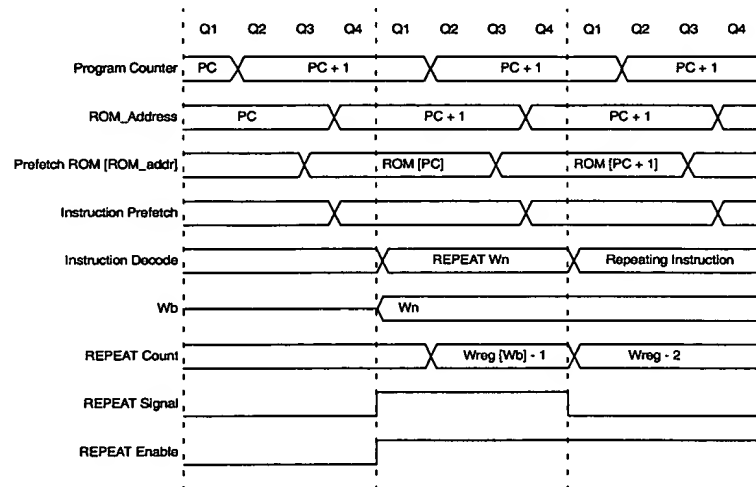 Q1 Q2 Q3 Q4 Q1 Q2 Q3 Q4 Q1 Q2 Q3 Q4
Program Counter PC PC + 1 PC + 1 PC + 1
ROM_Address PC PC + 1 PC + 1
Prefetch ROM [ROM_addr] ROM [PC] ROM [PC + 1]
Instruction Prefetch
Instruction Decode REPEAT Wn Repeating Instruction
Wb Wn
REPEAT Count Wreg [Wb] - 1 Wreg - 2
REPEAT Signal
REPEAT Enable